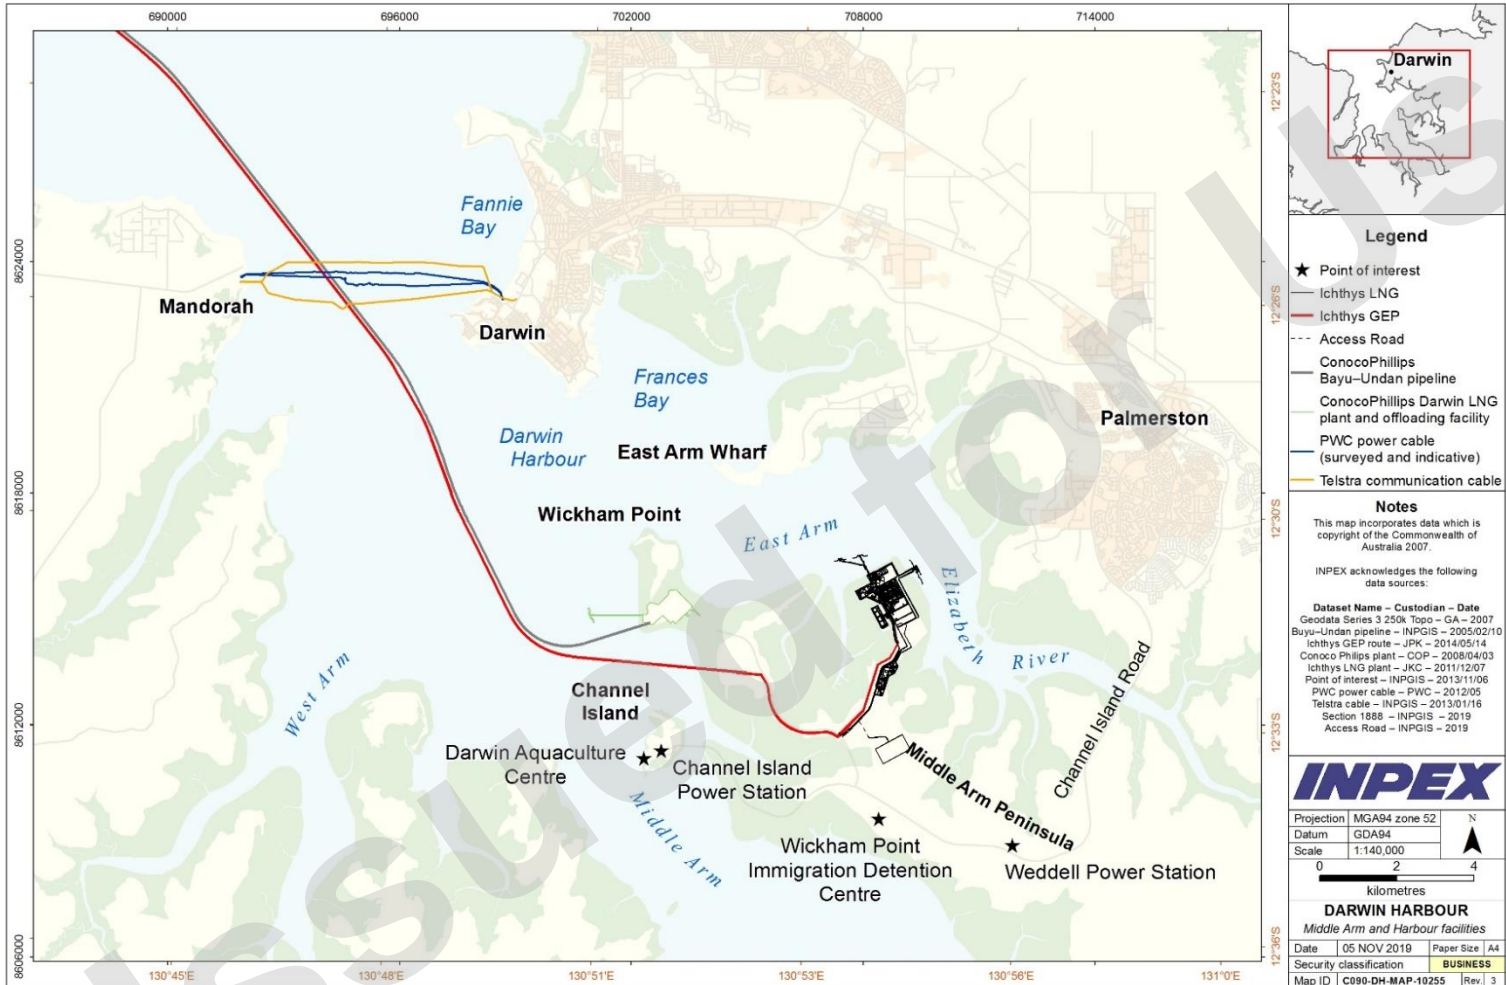 690000
696000
702000
708000
714000
8624000
8618000
8612000
8606000
12°23'S
12°26'S
12°30'S
12°33'S
12°36'S
130°45'E
130°48'E
130°51'E
130°53'E
130°56'E
131°0'E
Fannie
Bay
Mandorah
Darwin
Frances
Bay
Darwin
Harbour
East Arm Wharf
Palmerston
Wickham Point
East Arm
Elizabeth River
West Arm
Channel
Island
Channel Island Road
Darwin Aquaculture
Centre
Channel Island
Power Station
Middle Arm
Middle Arm Peninsula
Wickham Point
Immigration Detention
Centre
Weddell Power Station
Issued for us
Darwin
Legend
Point of interest
Ichthys LNG
Ichthys GEP
Access Road
ConocoPhillips
Bayu–Undan pipeline
ConocoPhillips Darwin LNG
plant and offloading facility
PWC power cable
(surveyed and indicative)
Telstra communication cable
Notes
This map incorporates data which is
copyright of the Commonwealth of
Australia 2007.
INPEX acknowledges the following
data sources:
Dataset Name – Custodian – Date
Geodata Series 3 250k Topo – GA – 2007
Buyu–Undan pipeline – INPGIS – 2005/02/10
Ichthys GEP route – JPK – 2014/05/14
Conoco Philips plant – COP – 2008/04/03
Ichthys LNG plant – JKC – 2011/12/07
Point of interest – INPGIS – 2013/11/06
PWC power cable – PWC – 2012/05
Telstra cable – INPGIS – 2013/01/16
Section 1888 – INPGIS – 2019
Access Road – INPGIS – 2019
INPEX
Projection MGA94 zone 52
Datum GDA94
Scale 1:140,000
N
0 2 4
kilometres
DARWIN HARBOUR
Middle Arm and Harbour facilities
Date 05 NOV 2019 Paper Size A4
Security classification BUSINESS
Map ID C090-DH-MAP-10255 Rev. 3